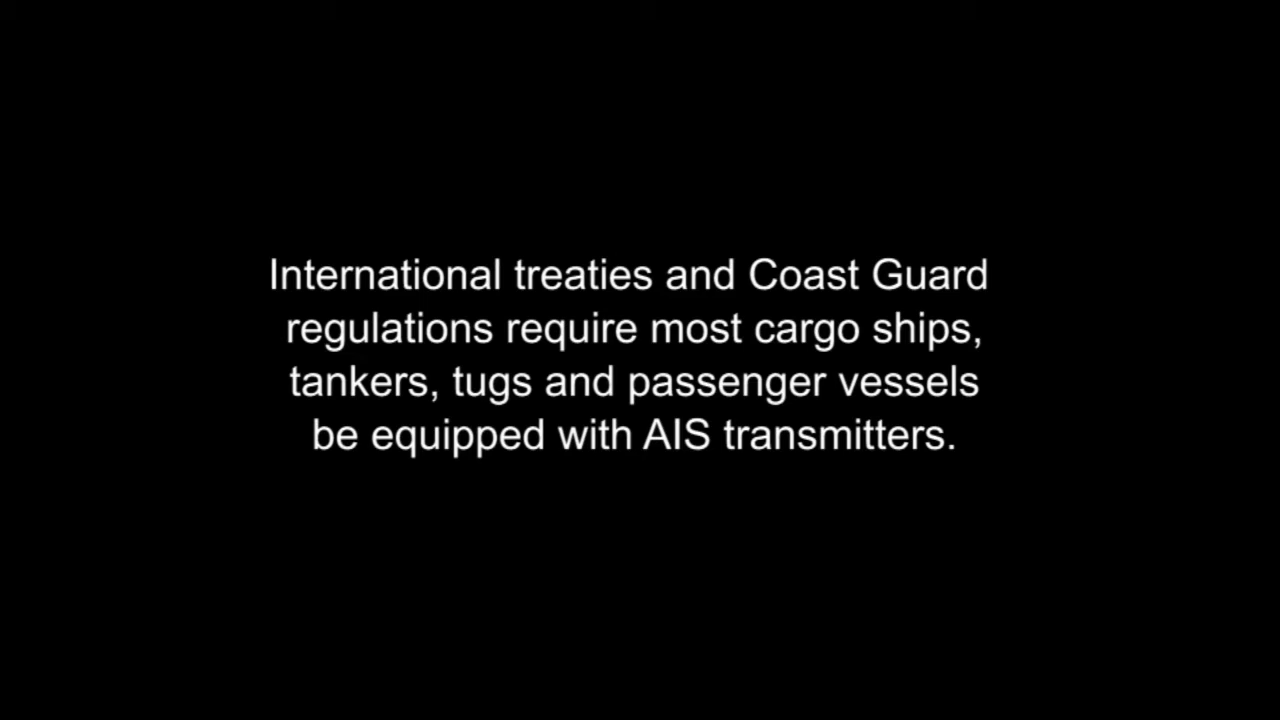 International treaties and Coast Guard
regulations require most cargo ships,
tankers, tugs and passenger vessels
be equipped with AIS transmitters.